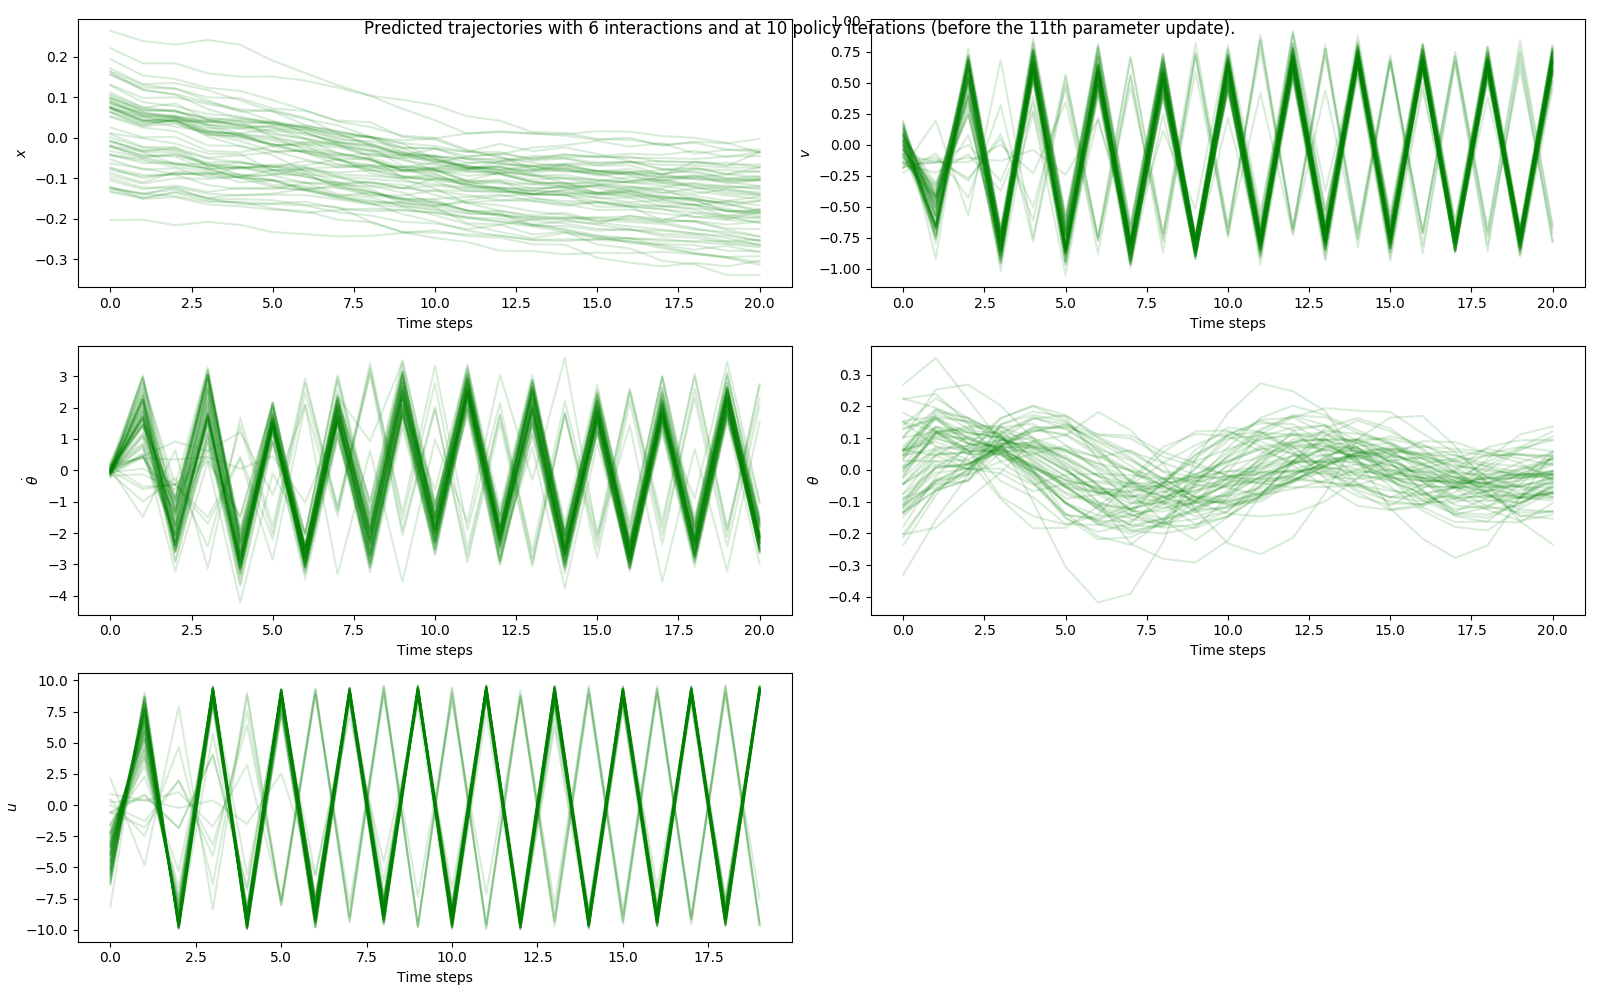 Predicted trajectories with 6 interactions and at 10 policy iterations (before the 11th parameter update).
0.2
0.1
0.0
−0.1
−0.2
−0.3
x
0.0 2.5 5.0 7.5 10.0 12.5 15.0 17.5 20.0
Time steps
1.00
0.75
0.50
0.25
0.00
−0.25
−0.50
−0.75
−1.00
v
0.0 2.5 5.0 7.5 10.0 12.5 15.0 17.5 20.0
Time steps
3
2
1
0
−1
−2
−3
−4
θ̇
0.0 2.5 5.0 7.5 10.0 12.5 15.0 17.5 20.0
Time steps
0.3
0.2
0.1
0.0
−0.1
−0.2
−0.3
−0.4
θ
0.0 2.5 5.0 7.5 10.0 12.5 15.0 17.5 20.0
Time steps
10.0
7.5
5.0
2.5
0.0
−2.5
−5.0
−7.5
−10.0
u
0.0 2.5 5.0 7.5 10.0 12.5 15.0 17.5
Time steps